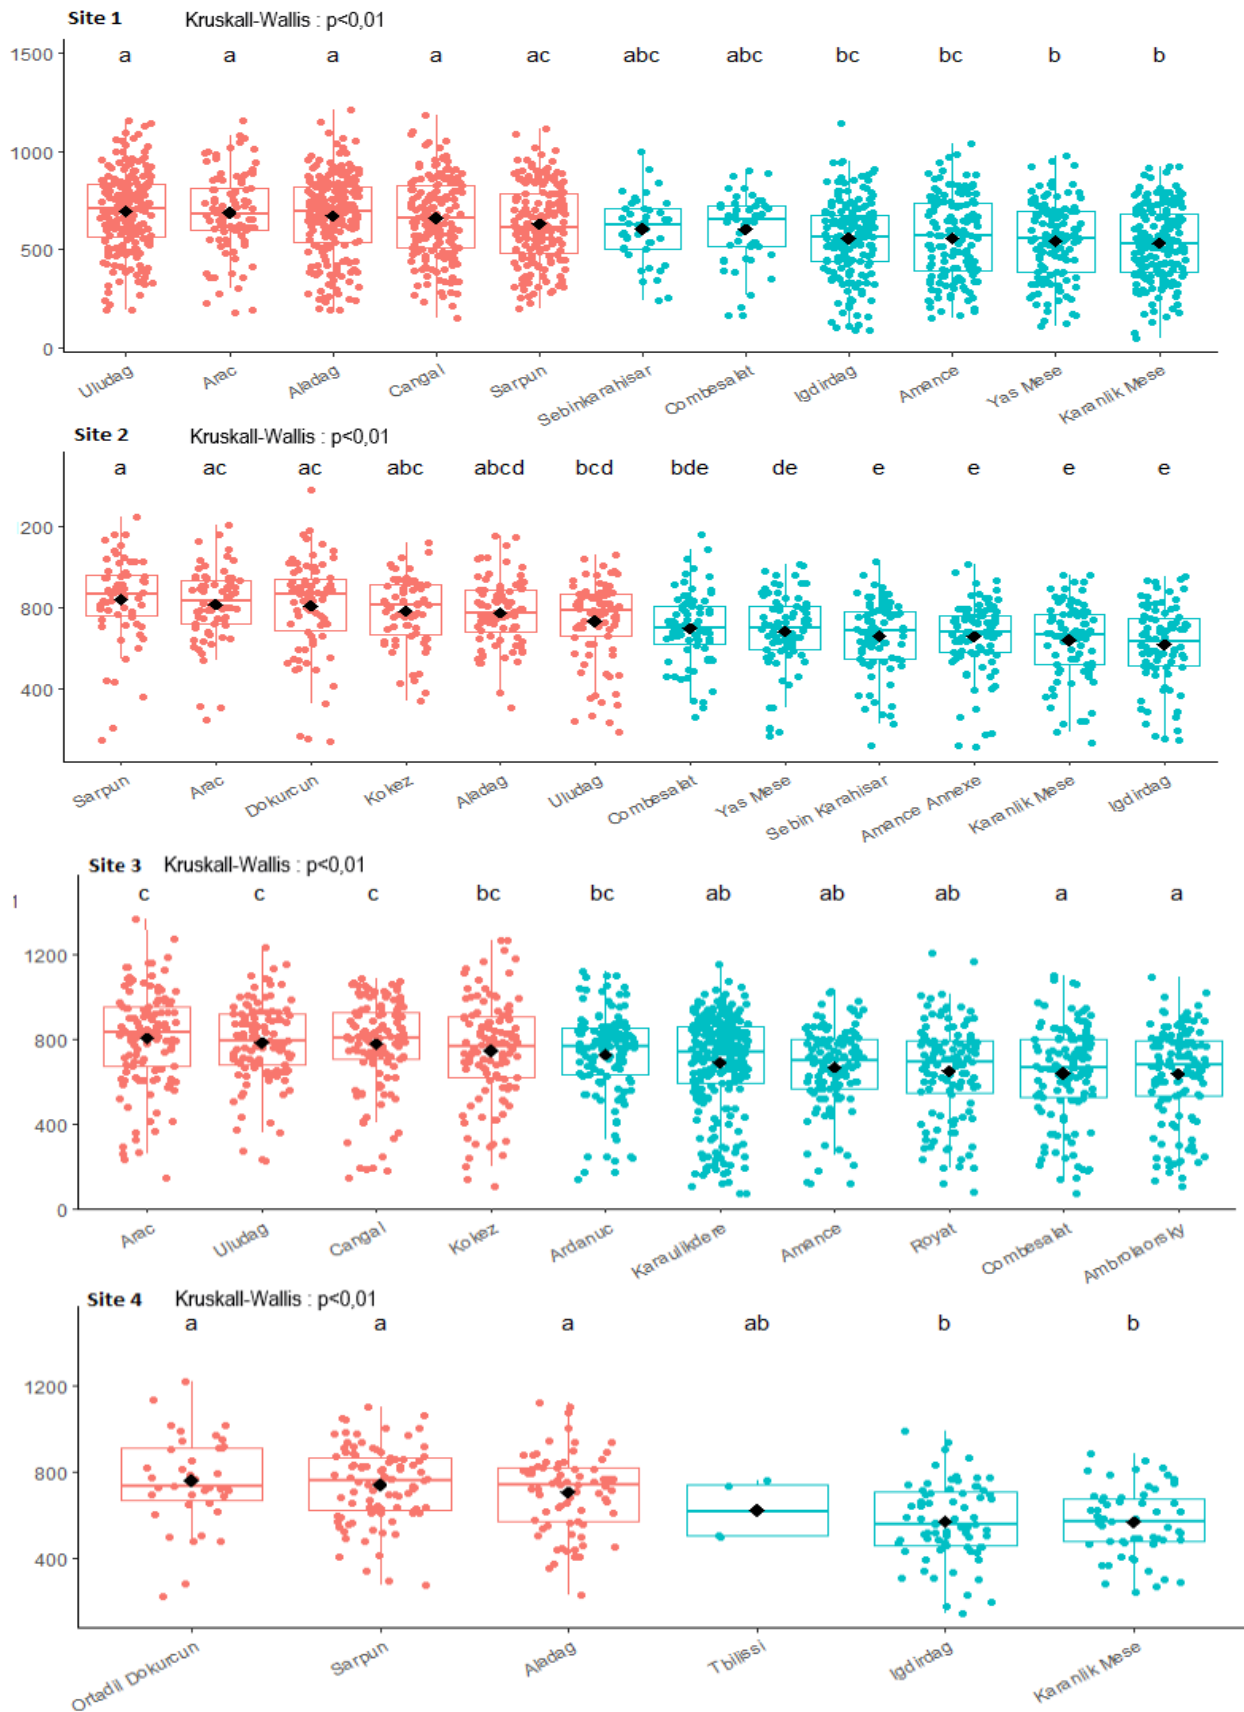 Site 1 Kruskall-Wallis : p<0,01
1500
a a a a ac abc abc bc bc b b
1000
500
0
Uludag Arac Aladag Cangal Sarpun Sebinkarahisar Combesalat Igdirdag Amance Yas Mese Karanlik Mese
Site 2 Kruskall-Wallis : p<0,01
a ac ac abc abcd bcd bde de e e e e
200
800
400
Sarpun Arac Dokurcun Kokez Aladag Uludag Combesalat Yas Mese Sebin Karahisar Amance Annexe Karanlik Mese Igdirdag
Site 3 Kruskall-Wallis : p<0,01
c c c bc bc ab ab ab a a
1
1200
800
400
0
Arac Uludag Cangal Kokez Ardanuc Karaulikdere Amance Royat Combesalat Ambrolaorsky
Site 4 Kruskall-Wallis : p<0,01
a a a ab b b
1200
800
400
Ortadil Dokurcun Sarpun Aladag Tbilissi Igdirdag Karanlik Mese